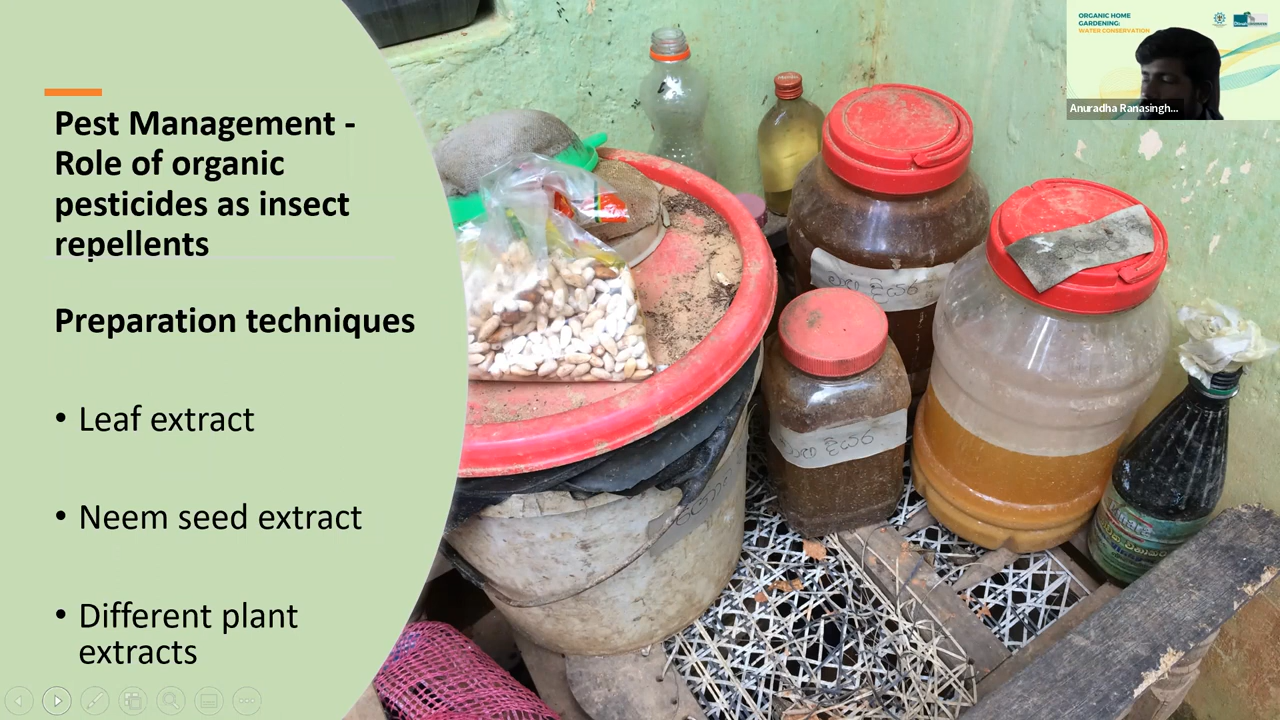 Pest Management -
Role of organic
pesticides as insect
repellents
Preparation techniques
• Leaf extract
• Neem seed extract
• Different plant
extracts
ORGANIC HOME
GARDENING:
WATER CONSERVATION
Anuradha Ranasingh...